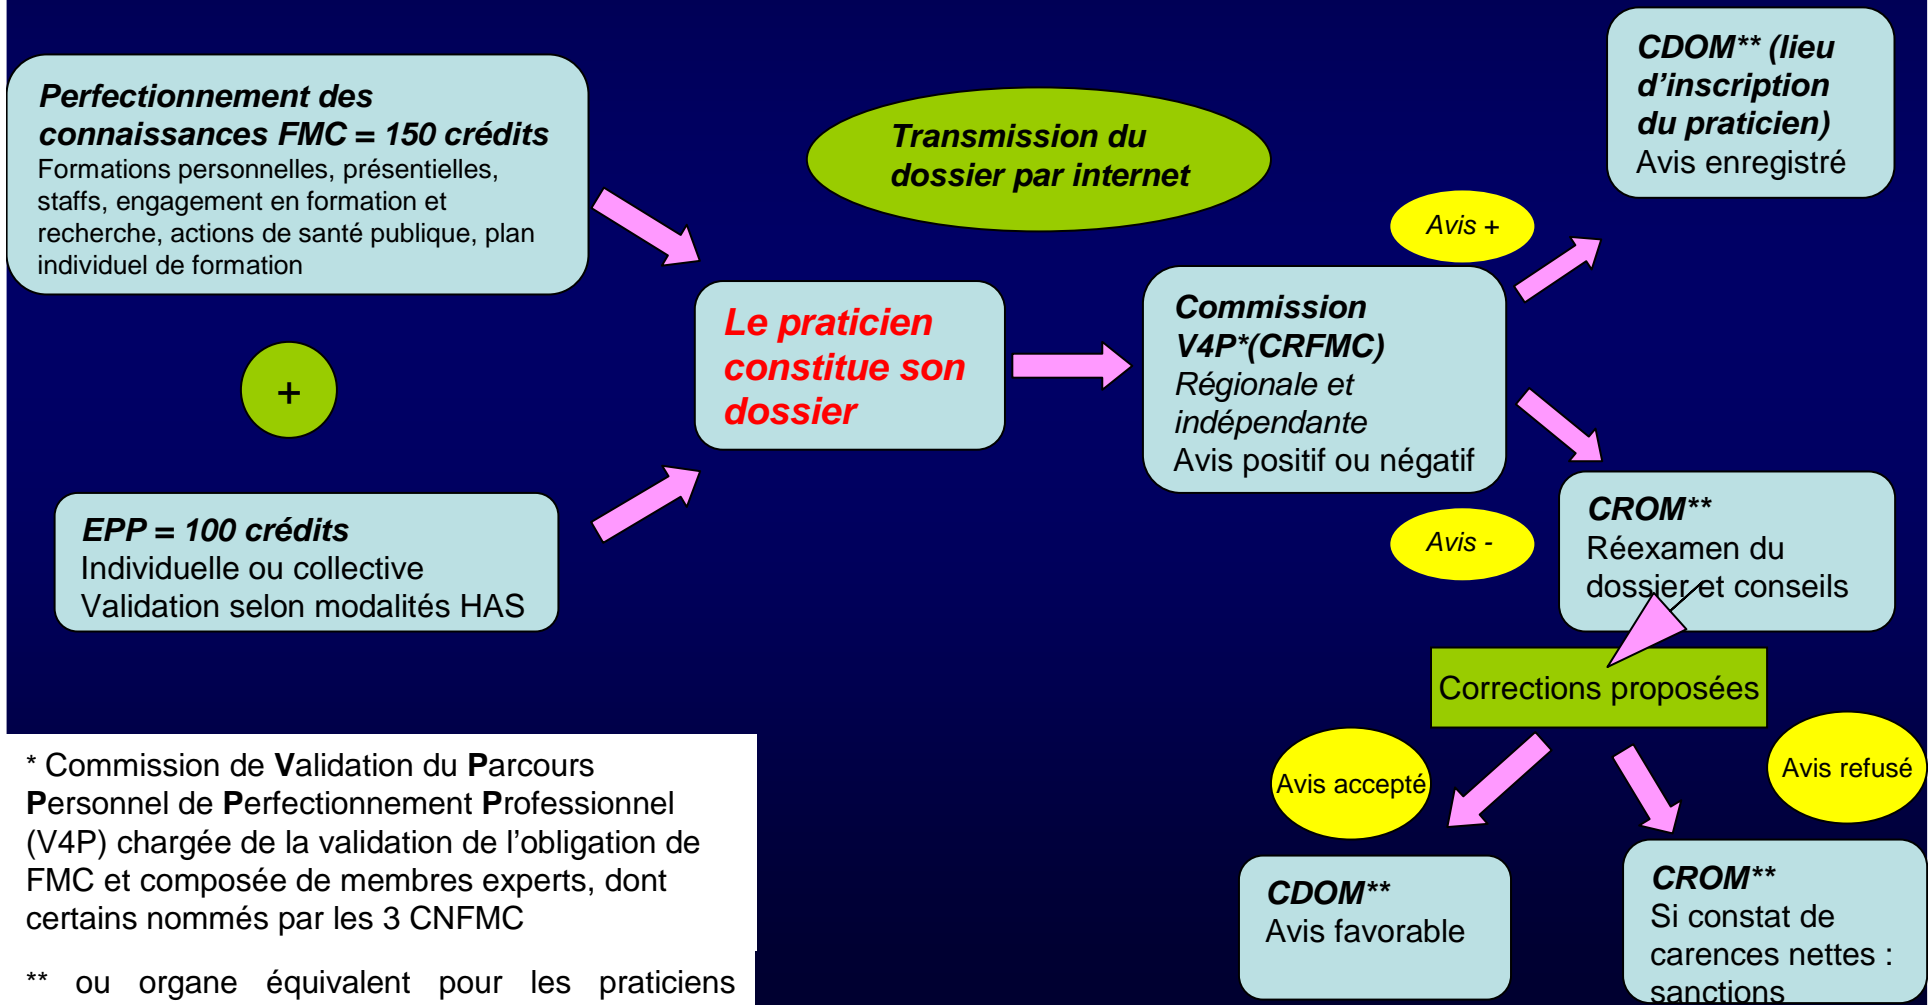 Perfectionnement des
connaissances FMC = 150 crédits
Formations personnelles, présentielles,
staffs, engagement en formation et
recherche, actions de santé publique, plan
individuel de formation
+
EPP = 100 crédits
Individuelle ou collective
Validation selon modalités HAS
Le praticien
constitue son
dossier
Transmission du
dossier par internet
Commission
V4P*(CRFMC)
Régionale et
indépendante
Avis positif ou négatif
Avis +
CDOM** (lieu
d’inscription
du praticien)
Avis enregistré
Avis -
CROM**
Réexamen du
dossier et conseils
Corrections proposées
Avis accepté
Avis refusé
CDOM**
Avis favorable
CROM**
Si constat de
carences nettes :
sanctions
* Commission de Validation du Parcours
Personnel de Perfectionnement Professionnel
(V4P) chargée de la validation de l’obligation de
FMC et composée de membres experts, dont
certains nommés par les 3 CNFMC
** ou organe équivalent pour les praticiens